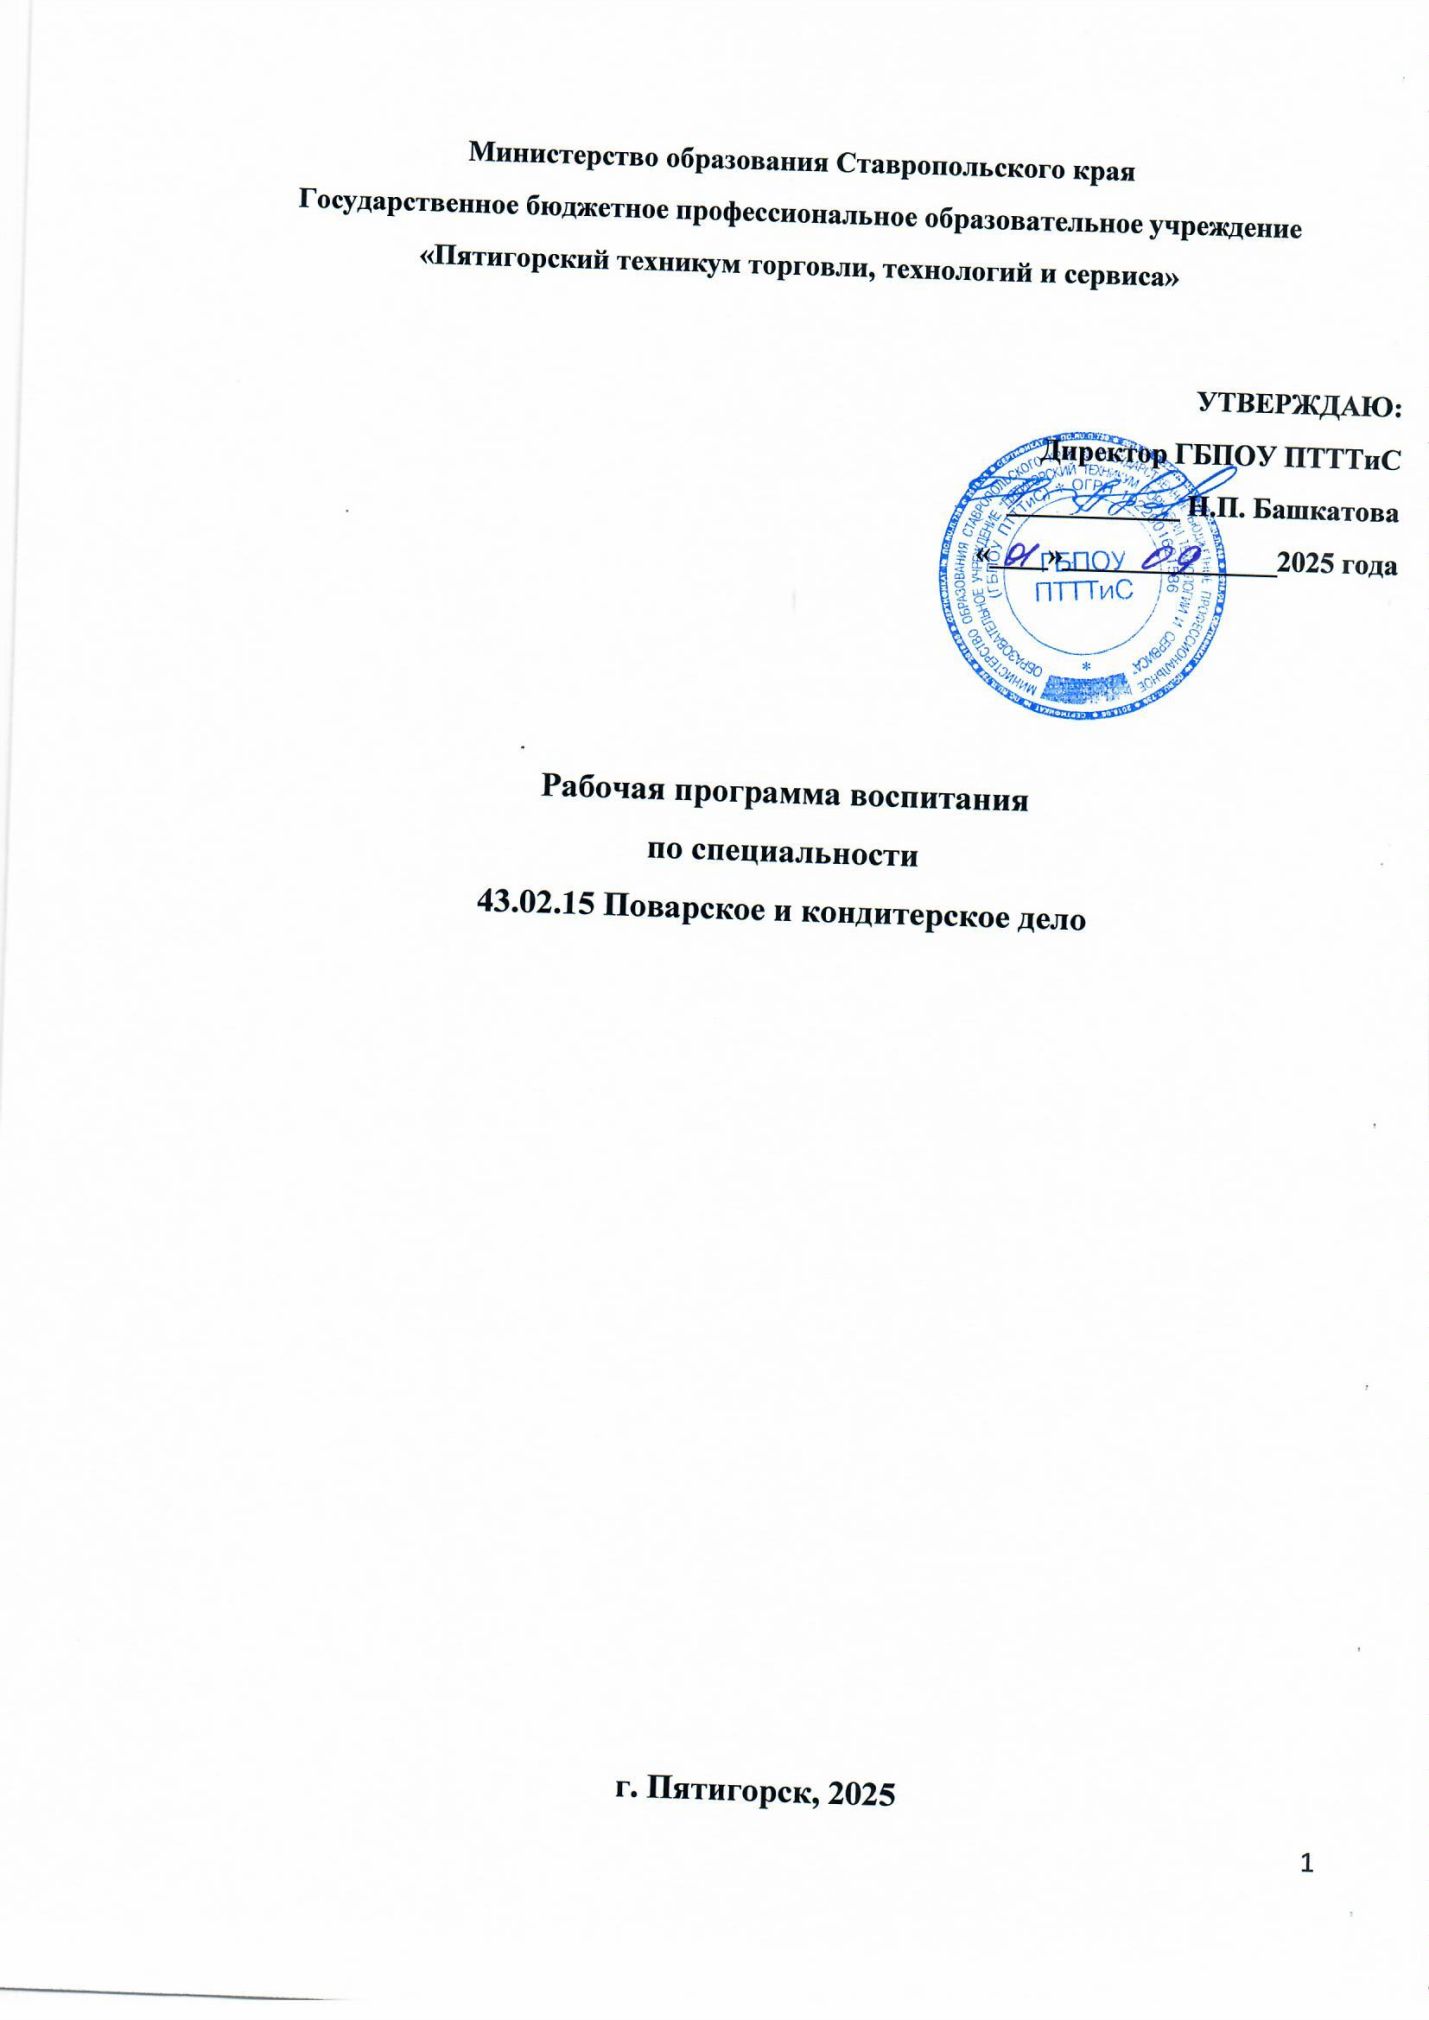 Министерство образования Ставропольского края
Государственное бюджетное профессиональное образовательное учреждение
«Пятигорский техникум торговли, технологий и сервиса»
УТВЕРЖДАЮ:
Директор ГБПОУ ПТТТиС
Н.П. Башкатова
«01» 09 2025 года
ГБПОУ
ПТТТиС
Рабочая программа воспитания
по специальности
43.02.15 Поварское и кондитерское дело
г. Пятигорск, 2025
1